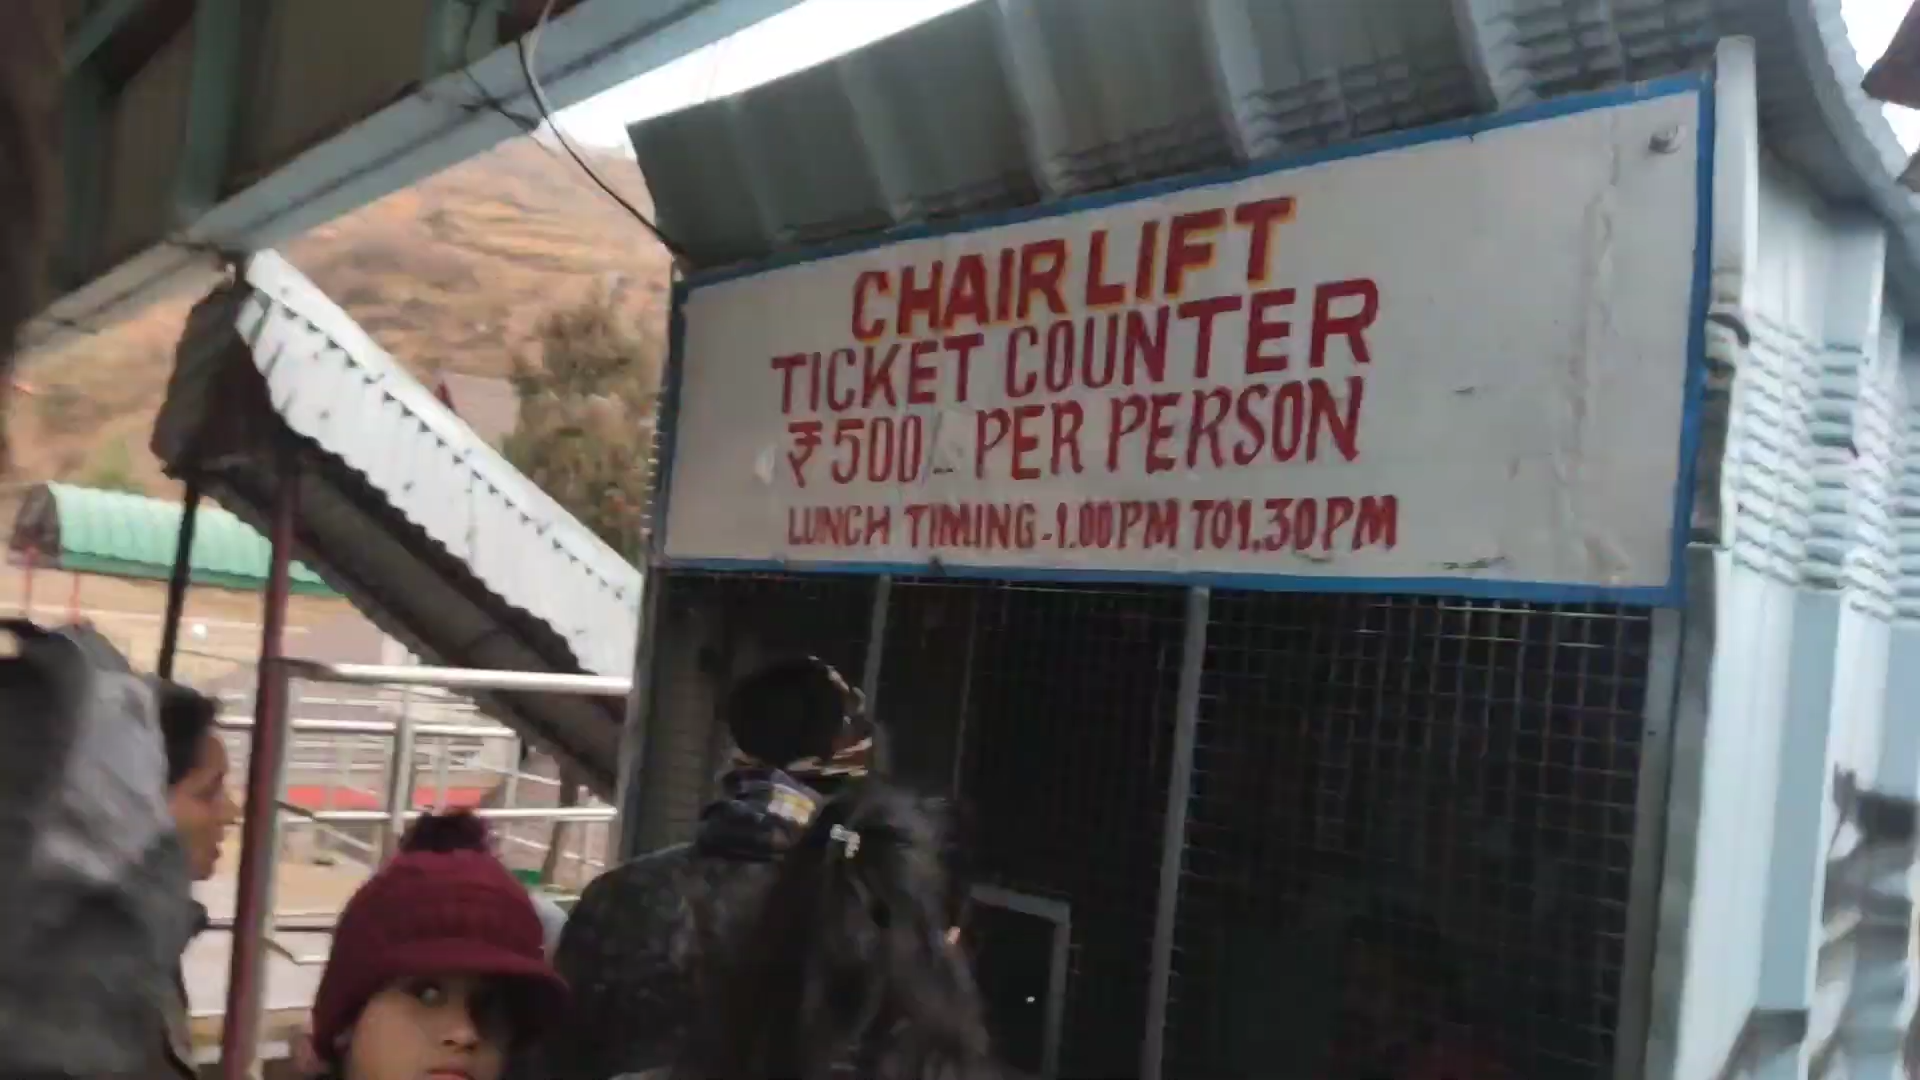 CHAIR LIFT
TICKET COUNTER
₹500/- PER PERSON
LUNCH TIMING-1.00PM TO1.30PM